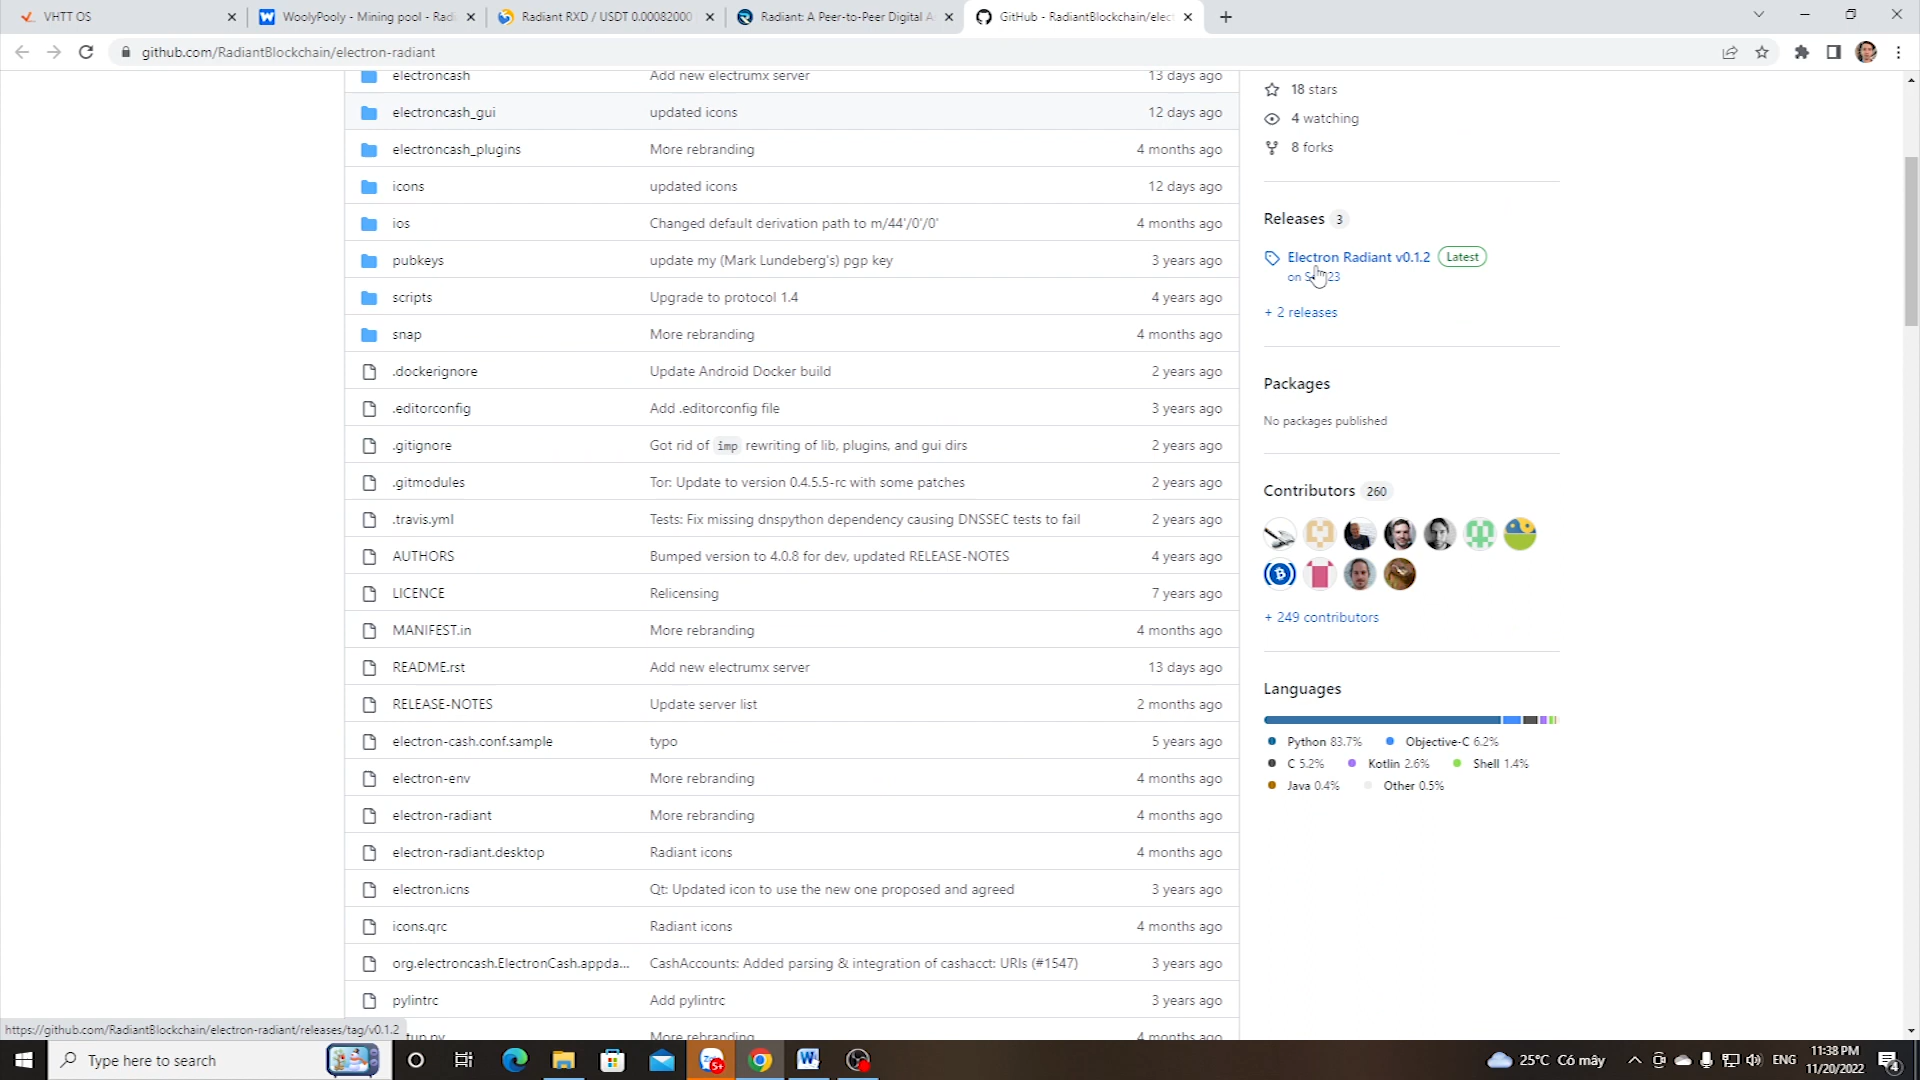 VHTT OS
WoolyPooly - Mining pool - Radi
Radiant RXD / USDT 0.00082000
Radiant: A Peer-to-Peer Digital A
GitHub - RadiantBlockchain/elect
github.com/RadiantBlockchain/electron-radiant
electroncash Add new electrumx server 13 days ago
electroncash_gui updated icons 12 days ago
electroncash_plugins More rebranding 4 months ago
icons updated icons 12 days ago
ios Changed default derivation path to m/44'/0'/0' 4 months ago
pubkeys update my (Mark Lundeberg's) pgp key 3 years ago
scripts Upgrade to protocol 1.4 4 years ago
snap More rebranding 4 months ago
.dockerignore Update Android Docker build 2 years ago
.editorconfig Add .editorconfig file 3 years ago
.gitignore Got rid of imp rewriting of lib, plugins, and gui dirs 2 years ago
.gitmodules Tor: Update to version 0.4.5.5-rc with some patches 2 years ago
.travis.yml Tests: Fix missing dnspython dependency causing DNSSEC tests to fail 2 years ago
AUTHORS Bumped version to 4.0.8 for dev, updated RELEASE-NOTES 4 years ago
LICENCE Relicensing 7 years ago
MANIFEST.in More rebranding 4 months ago
README.rst Add new electrumx server 13 days ago
RELEASE-NOTES Update server list 2 months ago
electron-cash.conf.sample typo 5 years ago
electron-env More rebranding 4 months ago
electron-radiant More rebranding 4 months ago
electron-radiant.desktop Radiant icons 4 months ago
electron.icns Qt: Updated icon to use the new one proposed and agreed 3 years ago
icons.qrc Radiant icons 4 months ago
org.electroncash.ElectronCash.appda... CashAccounts: Added parsing & integration of cashacct: URIs (#1547) 3 years ago
pylintrc Add pylintrc 3 years ago
tup.py More rebranding 4 months ago
18 stars
4 watching
8 forks
Releases 3
Electron Radiant v0.1.2 Latest
on 23
+ 2 releases
Packages
No packages published
Contributors 260
+ 249 contributors
Languages
Python 83.7% Objective-C 6.2%
C 5.2% Kotlin 2.6% Shell 1.4%
Java 0.4% Other 0.5%
https://github.com/RadiantBlockchain/electron-radiant/releases/tag/v0.1.2
Type here to search
25°C Có mây
ENG
11:38 PM
11/20/2022
4